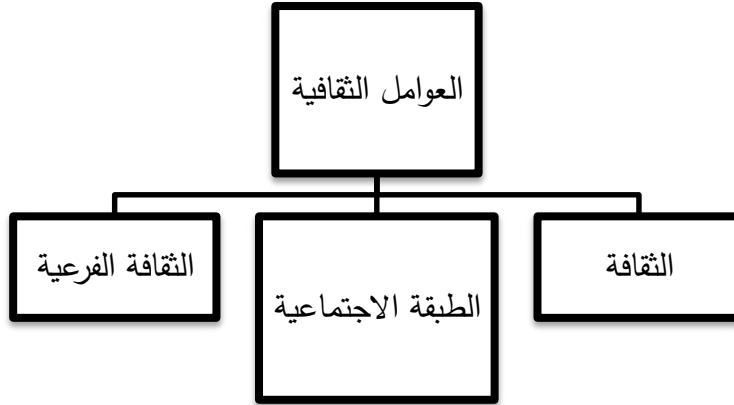 العوامل الثقافية
الثقافة
الطبقة الاجتماعية
الثقافة الفرعية